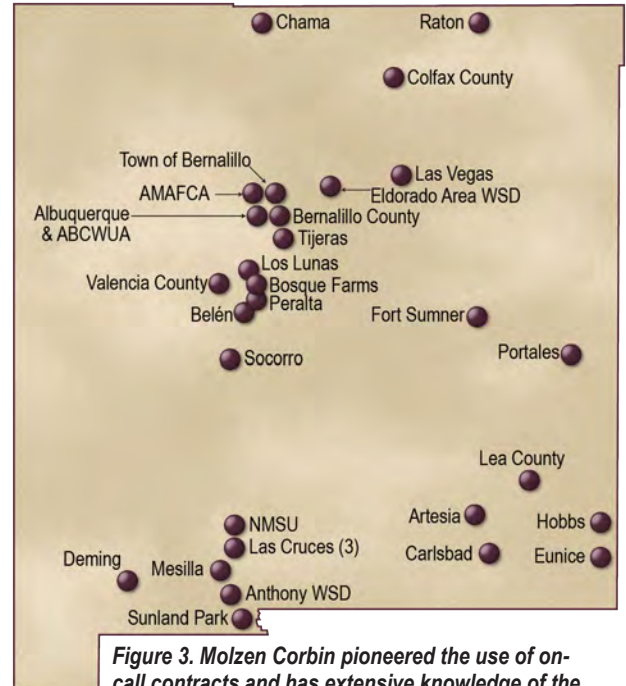 Chama
Raton
Colfax County
Town of Bernalillo
Las Vegas
AMAFCA
Eldorado Area WSD
Albuquerque
& ABCWUA
Bernalillo County
Tijeras
Los Lunas
Valencia County
Bosque Farms
Peralta
Belén
Fort Sumner
Portales
Socorro
Lea County
Artesia
Hobbs
NMSU
Las Cruces (3)
Carlsbad
Eunice
Deming
Mesilla
Anthony WSD
Sunland Park
Figure 3. Molzen Corbin pioneered the use of on-
call contracts and has extensive knowledge of the